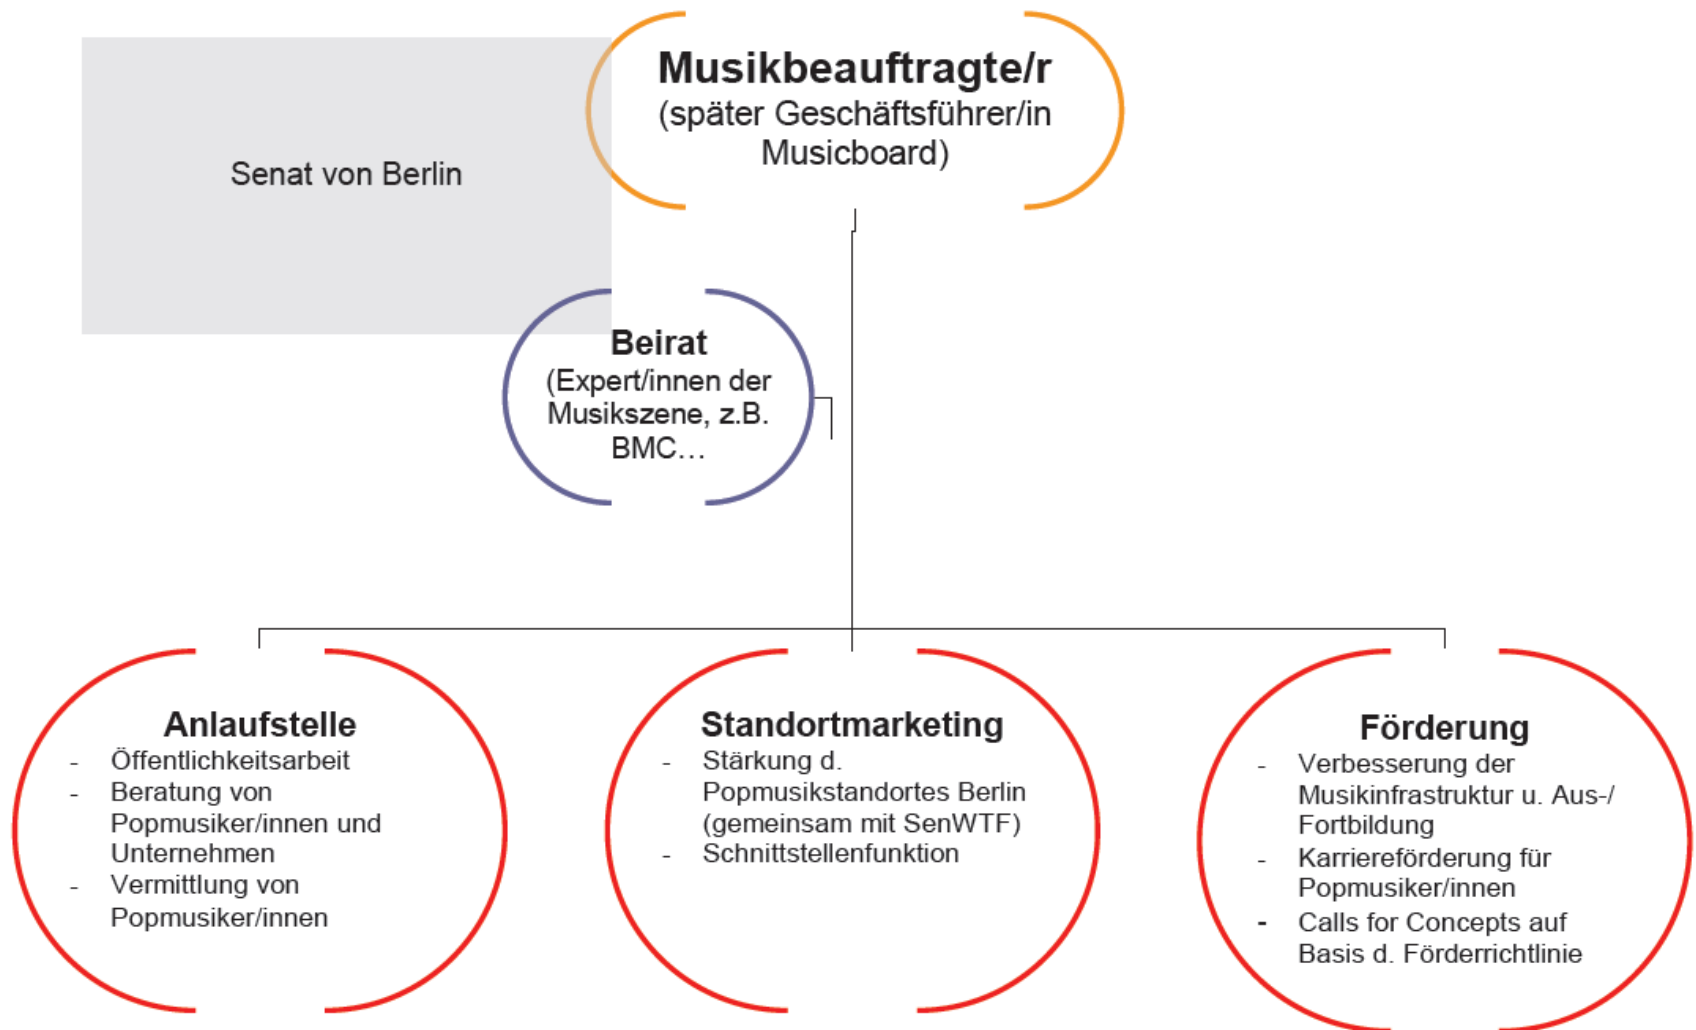 Musikbeauftragte/r
(später Geschäftsführer/in
Musicboard)
Senat von Berlin
Beirat
(Expert/innen der
Musikszene, z.B.
BMC…
Anlaufstelle
- Öffentlichkeitsarbeit
- Beratung von
Popmusiker/innen und
Unternehmen
- Vermittlung von
Popmusiker/innen
Standortmarketing
- Stärkung d.
Popmusikstandortes Berlin
(gemeinsam mit SenWTF)
- Schnittstellenfunktion
Förderung
- Verbesserung der
Musikinfrastruktur u. Aus-/
Fortbildung
- Karriereförderung für
Popmusiker/innen
- Calls for Concepts auf
Basis d. Förderrichtlinie